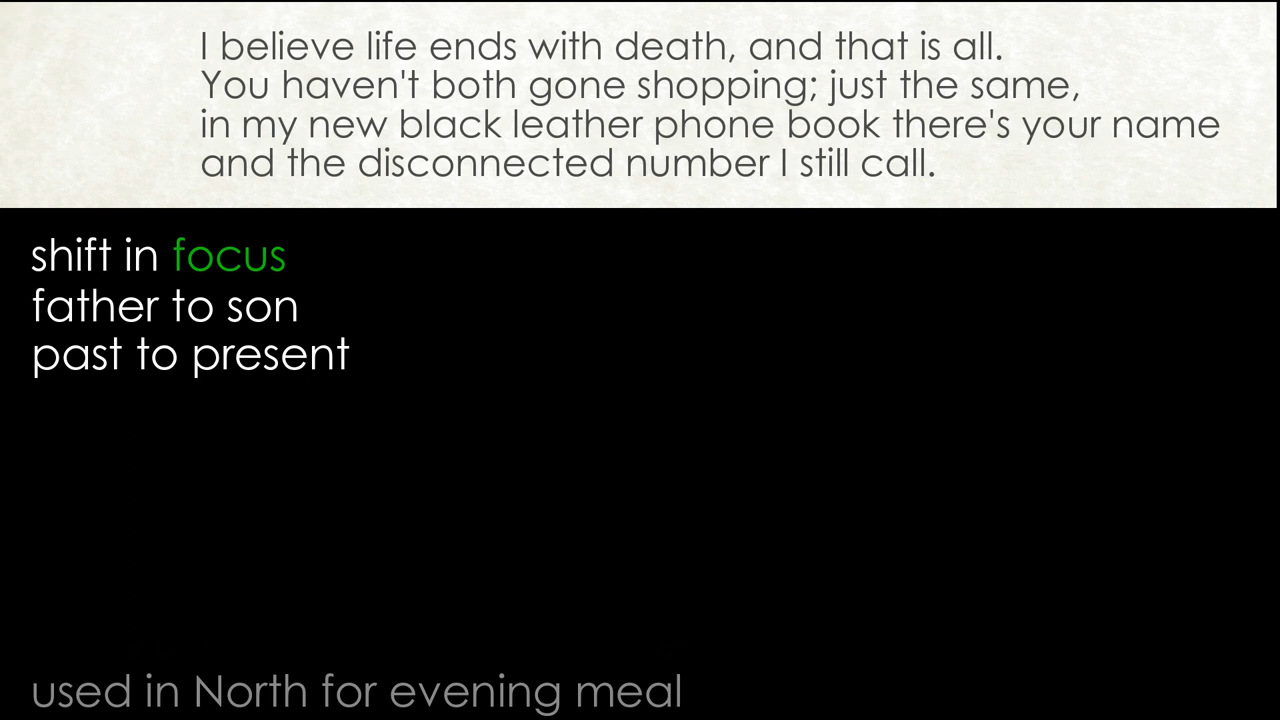 I believe life ends with death, and that is all.
You haven't both gone shopping; just the same,
in my new black leather phone book there's your name
and the disconnected number I still call.
shift in focus
father to son
past to present
used in North for evening meal